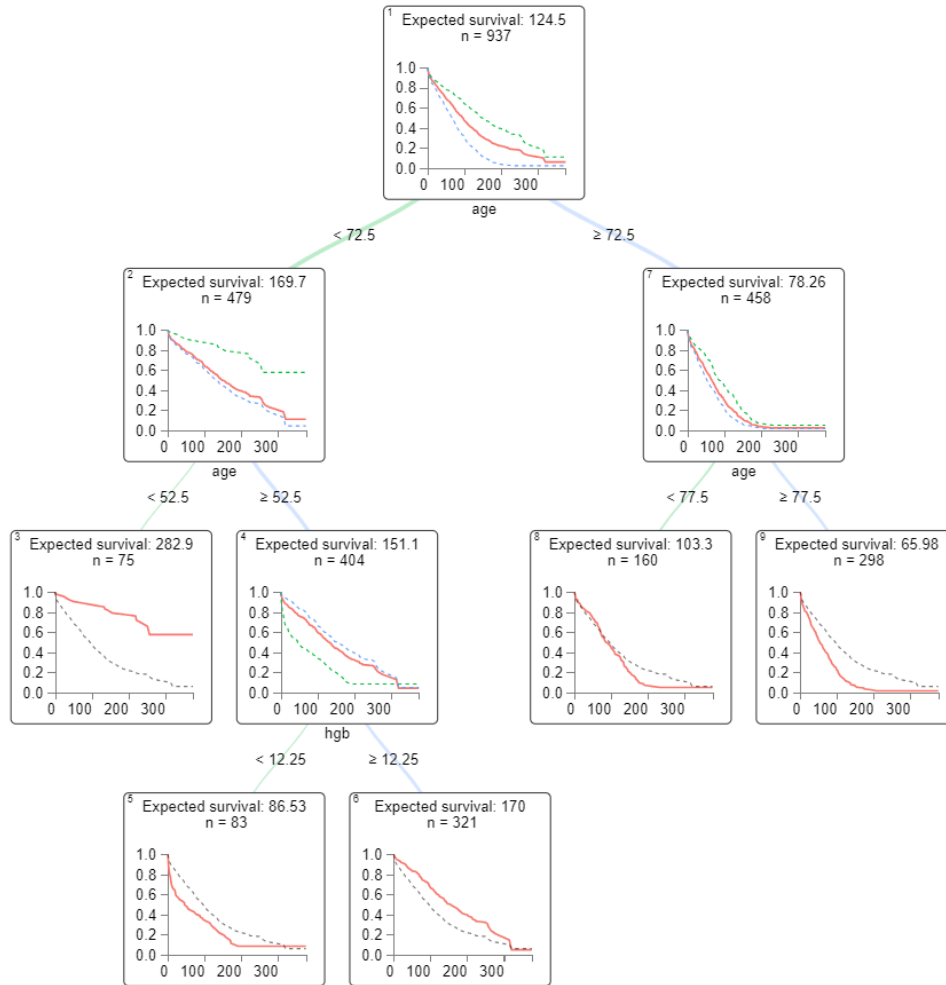 1
Expected survival: 124.5
n = 937
1.0
0.8
0.6
0.4
0.2
0.0
0 100 200 300
age
< 72.5 ≥ 72.5
2
Expected survival: 169.7
n = 479
1.0
0.8
0.6
0.4
0.2
0.0
0 100 200 300
age
7
Expected survival: 78.26
n = 458
1.0
0.8
0.6
0.4
0.2
0.0
0 100 200 300
age
< 52.5 ≥ 52.5
< 77.5 ≥ 77.5
3
Expected survival: 282.9
n = 75
1.0
0.8
0.6
0.4
0.2
0.0
0 100 200 300
4
Expected survival: 151.1
n = 404
1.0
0.8
0.6
0.4
0.2
0.0
0 100 200 300
hgb
8
Expected survival: 103.3
n = 160
1.0
0.8
0.6
0.4
0.2
0.0
0 100 200 300
9
Expected survival: 65.98
n = 298
1.0
0.8
0.6
0.4
0.2
0.0
0 100 200 300
< 12.25 ≥ 12.25
5
Expected survival: 86.53
n = 83
1.0
0.8
0.6
0.4
0.2
0.0
0 100 200 300
6
Expected survival: 170
n = 321
1.0
0.8
0.6
0.4
0.2
0.0
0 100 200 300